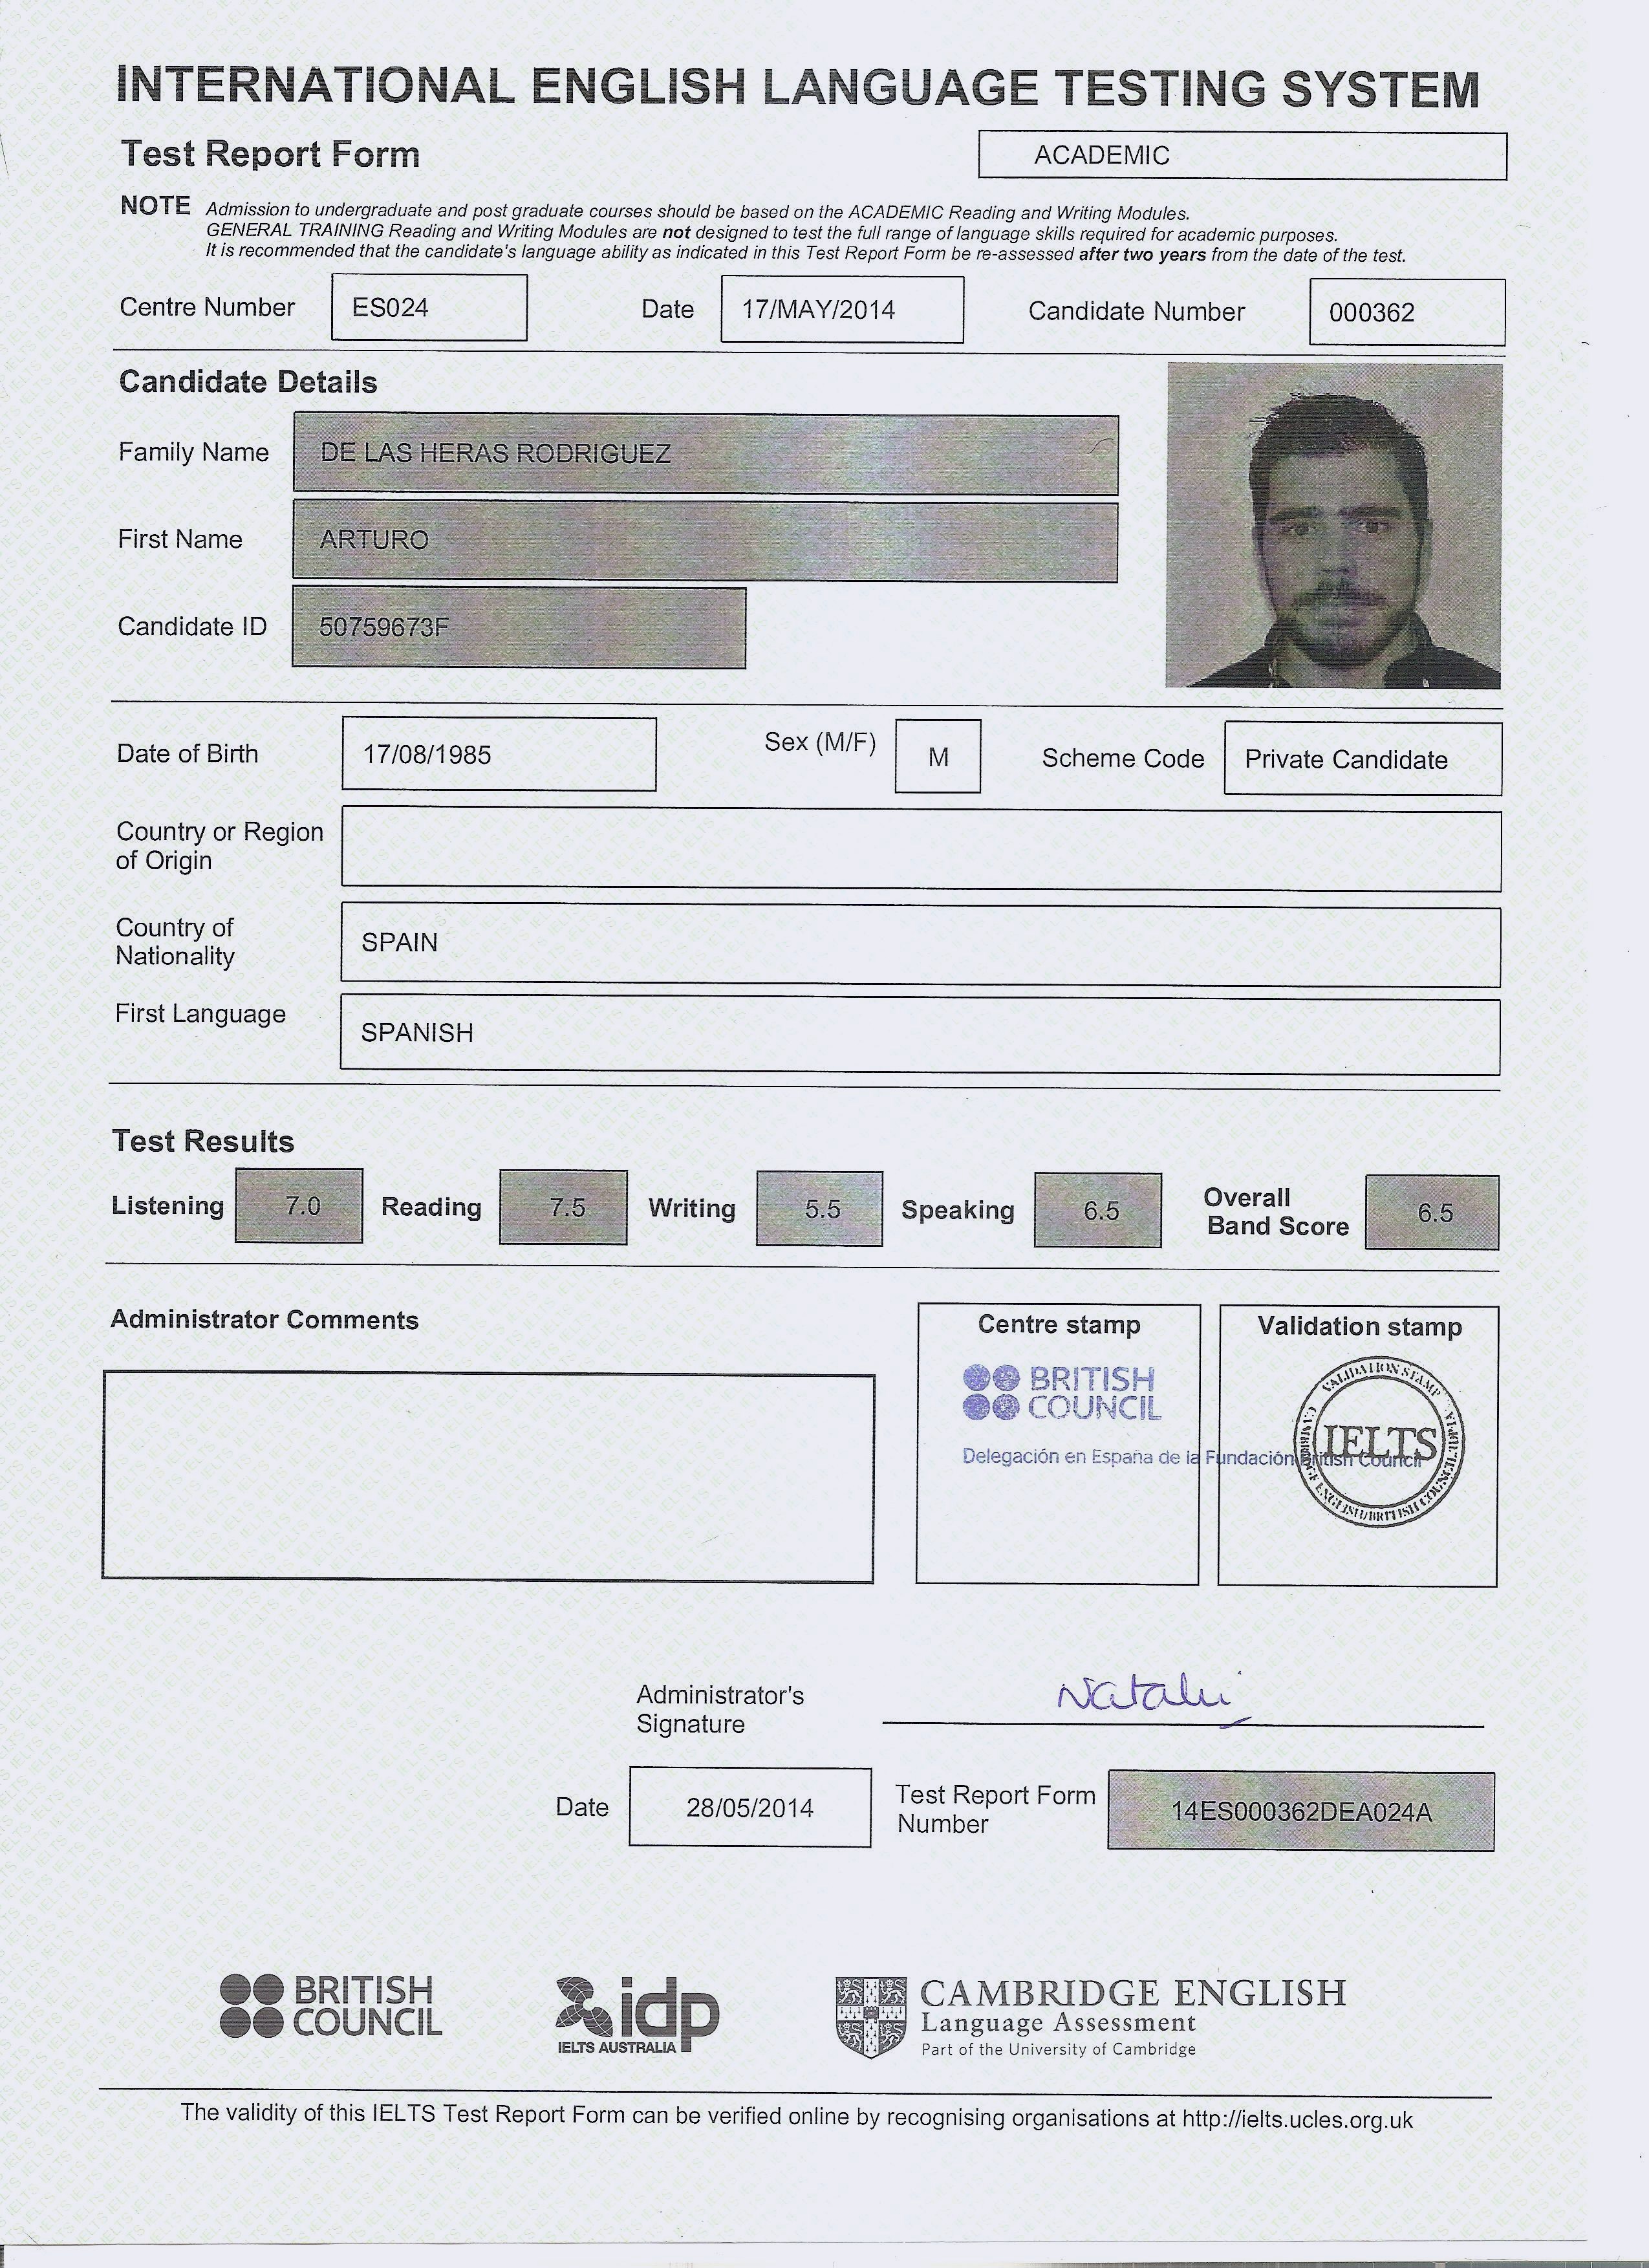 INTERNATIONAL ENGLISH LANGUAGE TESTING SYSTEM
Test Report Form
ACADEMIC
NOTE Admission to undergraduate and post graduate courses should be based on the ACADEMIC Reading and Writing Modules.
GENERAL TRAINING Reading and Writing Modules are not designed to test the full range of language skills required for academic purposes.
It is recommended that the candidate's language ability as indicated in this Test Report Form be re-assessed after two years from the date of the test.
Centre Number ES024 Date 17/MAY/2014 Candidate Number 000362
Candidate Details
Family Name DE LAS HERAS RODRIGUEZ
First Name ARTURO
Candidate ID 50759673F
Date of Birth 17/08/1985 Sex (M/F) M Scheme Code Private Candidate
Country or Region
of Origin
Country of
Nationality
SPAIN
First Language
SPANISH
Test Results
Listening 7.0 Reading 7.5 Writing 5.5 Speaking 6.5 Overall
Band Score 6.5
Administrator Comments
Centre stamp
BRITISH
COUNCIL
Delegación en España de la Fundación British Council
Validation stamp
VALIDATION STAMP
CAMBRIDGE ENGLISH/BRITISH COUNCIL/IDP:IA
IELTS
Administrator's
Signature
Natalie
Date 28/05/2014
Test Report Form
Number
14ES000362DEA024A
BRITISH
COUNCIL
idp
IELTS AUSTRALIA
CAMBRIDGE ENGLISH
Language Assessment
Part of the University of Cambridge
The validity of this IELTS Test Report Form can be verified online by recognising organisations at http://ielts.ucles.org.uk